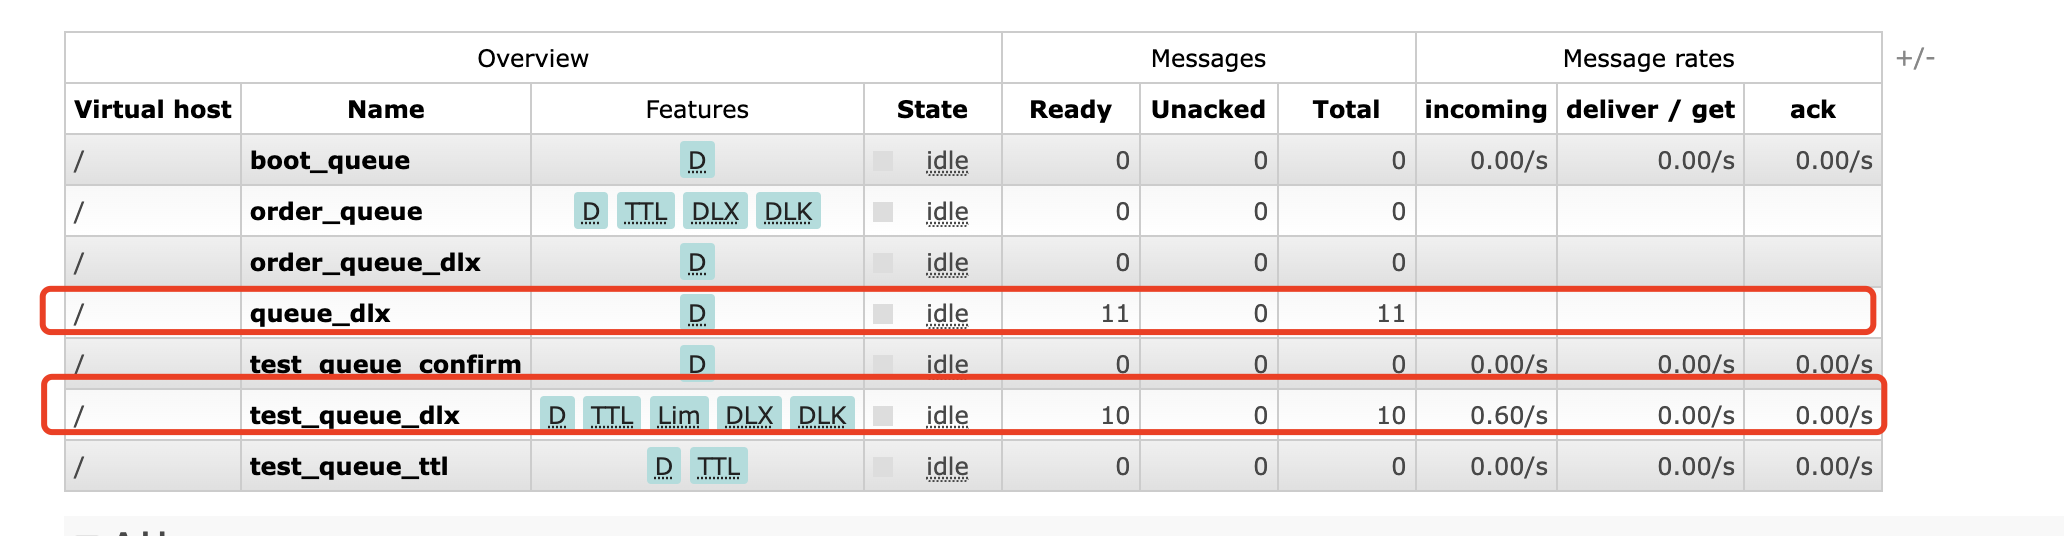 Overview Messages Message rates +/-
Virtual host Name Features State Ready Unacked Total incoming deliver / get ack
/ boot_queue D idle 0 0 0 0.00/s 0.00/s 0.00/s
/ order_queue D TTL DLX DLK idle 0 0 0
/ order_queue_dlx D idle 0 0 0
/ queue_dlx D idle 11 0 11
/ test_queue_confirm D idle 0 0 0 0.00/s 0.00/s 0.00/s
/ test_queue_dlx D TTL Lim DLX DLK idle 10 0 10 0.60/s 0.00/s 0.00/s
/ test_queue_ttl D TTL idle 0 0 0 0.00/s 0.00/s 0.00/s